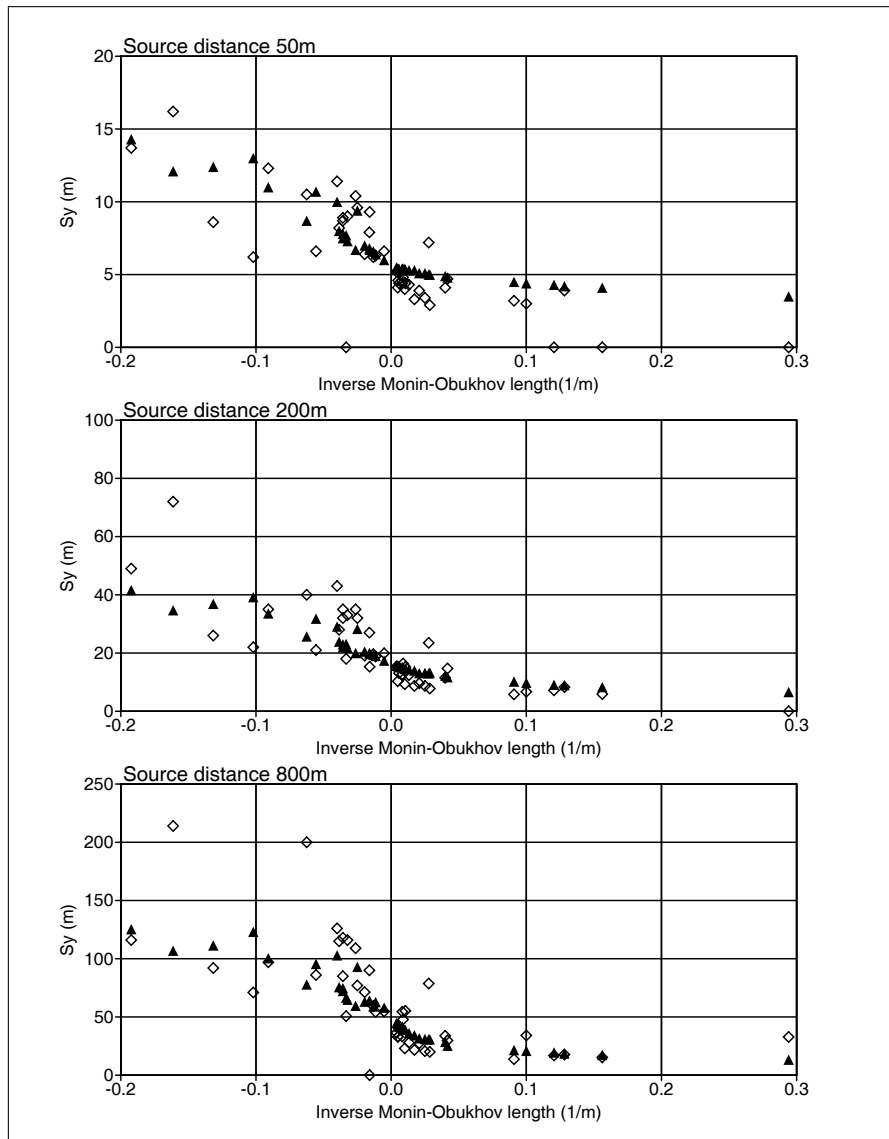 Source distance 50m
20
15
10
5
0
Sy (m)
-0.2 -0.1 0.0 0.1 0.2 0.3
Inverse Monin-Obukhov length(1/m)
Source distance 200m
100
80
60
40
20
0
Sy (m)
-0.2 -0.1 0.0 0.1 0.2 0.3
Inverse Monin-Obukhov length (1/m)
Source distance 800m
250
200
150
100
50
0
Sy (m)
-0.2 -0.1 0.0 0.1 0.2 0.3
Inverse Monin-Obukhov length (1/m)